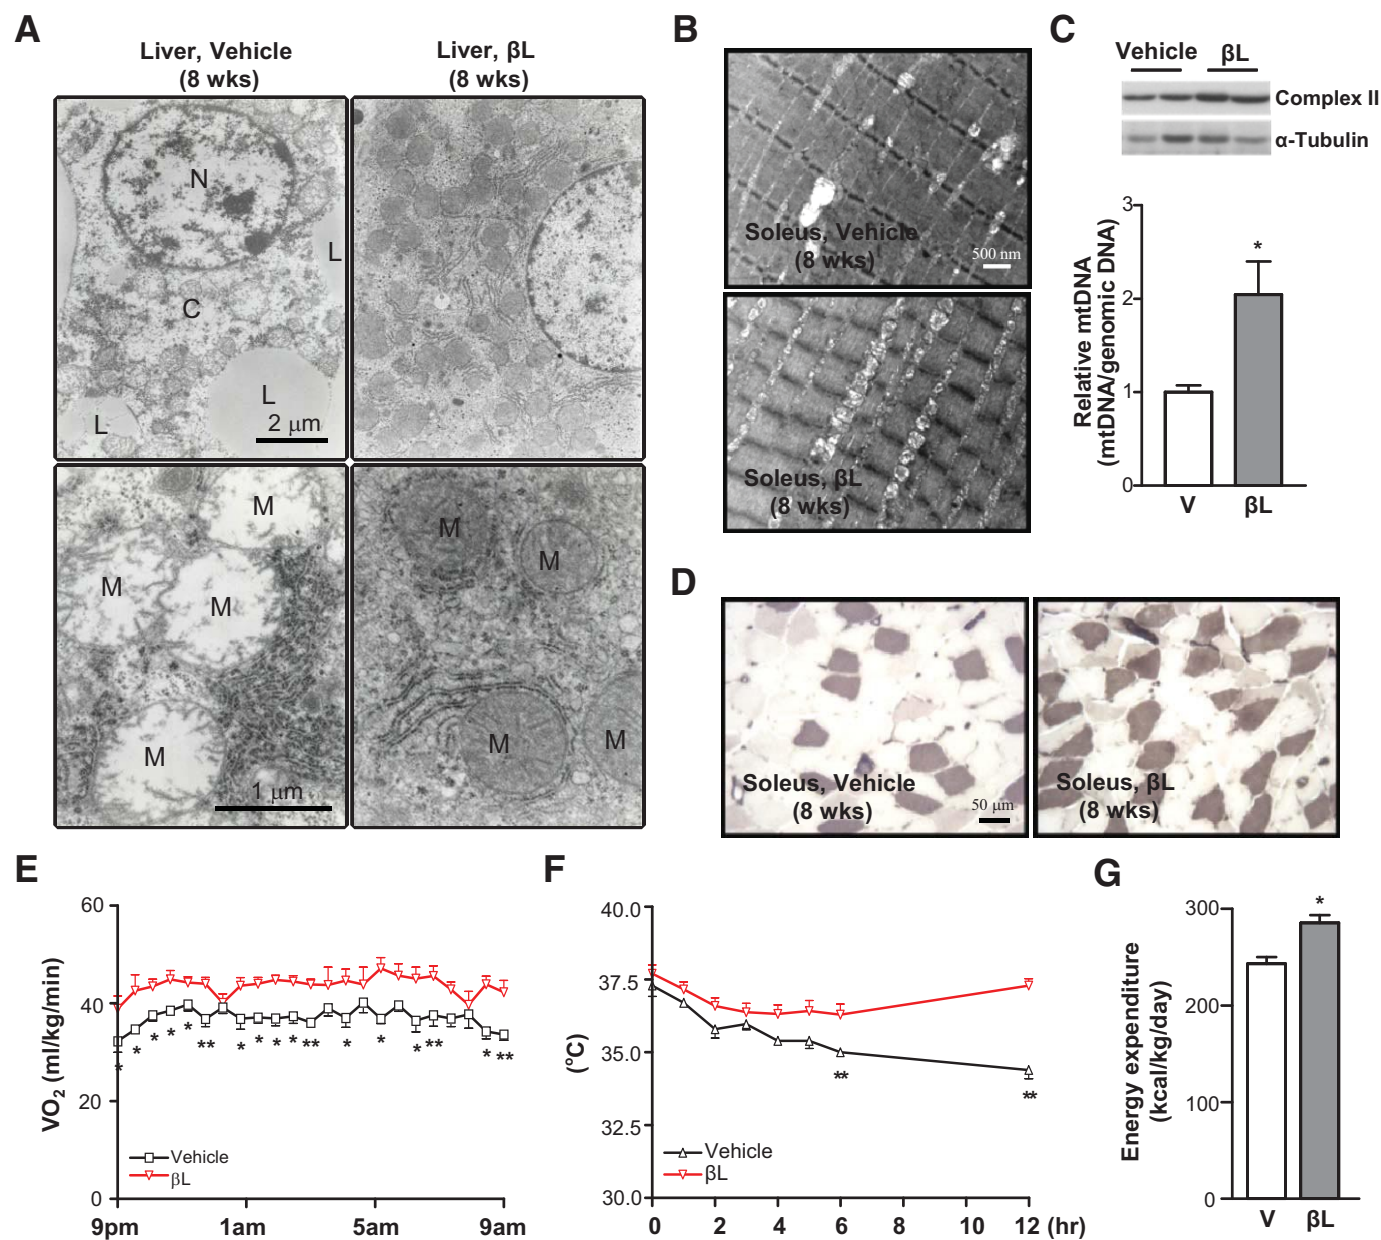 A
Liver, Vehicle
(8 wks)
Liver, βL
(8 wks)
N
L
C
L
L
2 μm
M
M
M
M
1 μm
M
M
M
M
B
Soleus, Vehicle
(8 wks)
500 nm
Soleus, βL
(8 wks)
C
Vehicle βL
Complex II
α-Tubulin
Relative mtDNA
(mtDNA/genomic DNA)
3
2
1
0
*
V βL
D
Soleus, Vehicle
(8 wks)
50 μm
Soleus, βL
(8 wks)
E
VO2 (ml/kg/min)
60
40
20
0
* * * * * ** * * * * ** * * * ** * **
Vehicle
βL
9pm 1am 5am 9am
F
(°C)
40.0
37.5
35.0
32.5
30.0
**
**
Vehicle
βL
0 2 4 6 8 10 12 (hr)
G
Energy expenditure
(kcal/kg/day)
300
200
100
0
*
V βL